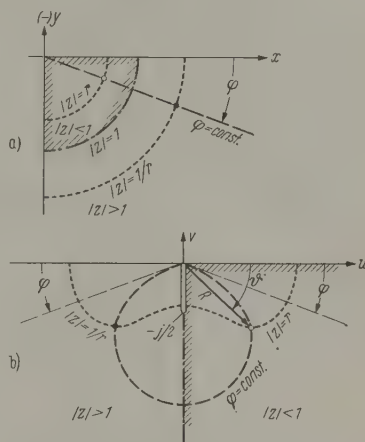 (-)y
x
|z|=r
φ
|z|<1
|z|=1
φ=const.
a)
|z|=1/r
|z|>1
v
u
φ
ϑ
φ
|z|=1/r
ρ
|z|=r
-j/2
b)
φ=const.
|z|>1
|z|<1